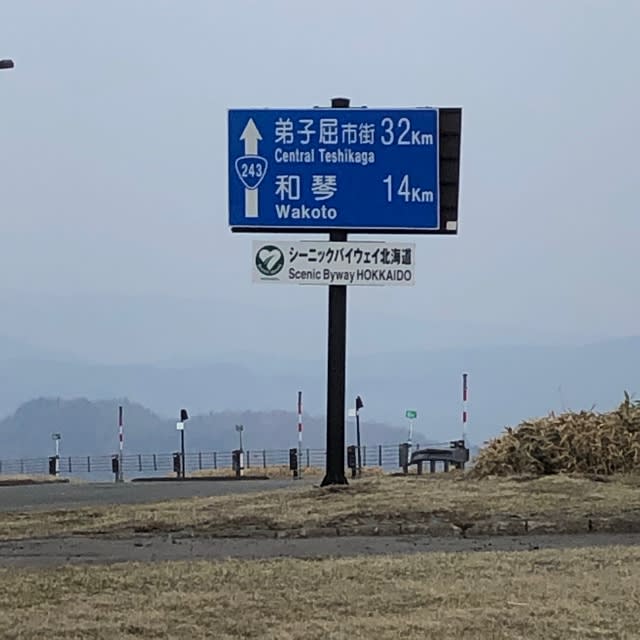 弟子屈市街 32Km
Central Teshikaga
243
和琴 14Km
Wakoto
シーニックバイウェイ北海道
Scenic Byway HOKKAIDO